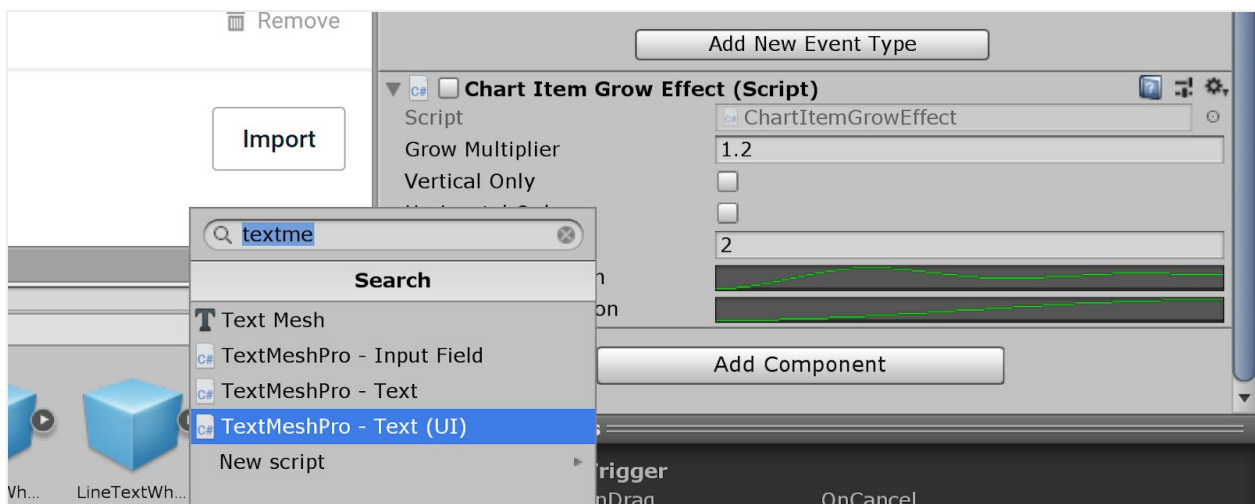 Remove
Add New Event Type
C# Chart Item Grow Effect (Script)
Script
C# ChartItemGrowEffect
Import
Grow Multiplier
1.2
Vertical Only
textme
2
Search
n
on
Text Mesh
C# TextMeshPro - Input Field
C# TextMeshPro - Text
C# TextMeshPro - Text (UI)
New script
Add Component
s
rigger
nDrag
OnCancel
Wh...
LineTextWh...